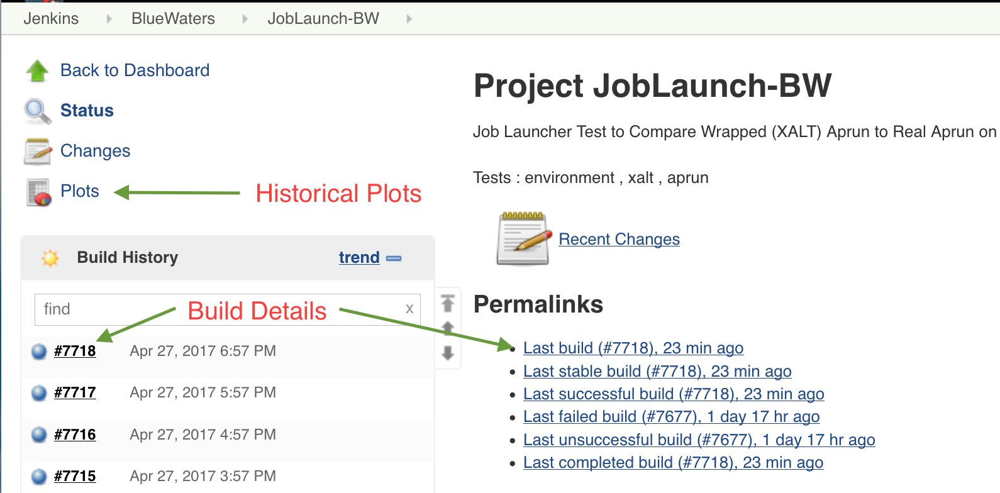 Jenkins BlueWaters JobLaunch-BW
Back to Dashboard
Status
Changes
Plots
Historical Plots
Build History trend
find x
Build Details
#7718 Apr 27, 2017 6:57 PM
#7717 Apr 27, 2017 5:57 PM
#7716 Apr 27, 2017 4:57 PM
#7715 Apr 27, 2017 3:57 PM
Project JobLaunch-BW
Job Launcher Test to Compare Wrapped (XALT) Aprun to Real Aprun on
Tests : environment , xalt , aprun
Recent Changes
Permalinks
Last build (#7718), 23 min ago
Last stable build (#7718), 23 min ago
Last successful build (#7718), 23 min ago
Last failed build (#7677), 1 day 17 hr ago
Last unsuccessful build (#7677), 1 day 17 hr ago
Last completed build (#7718), 23 min ago